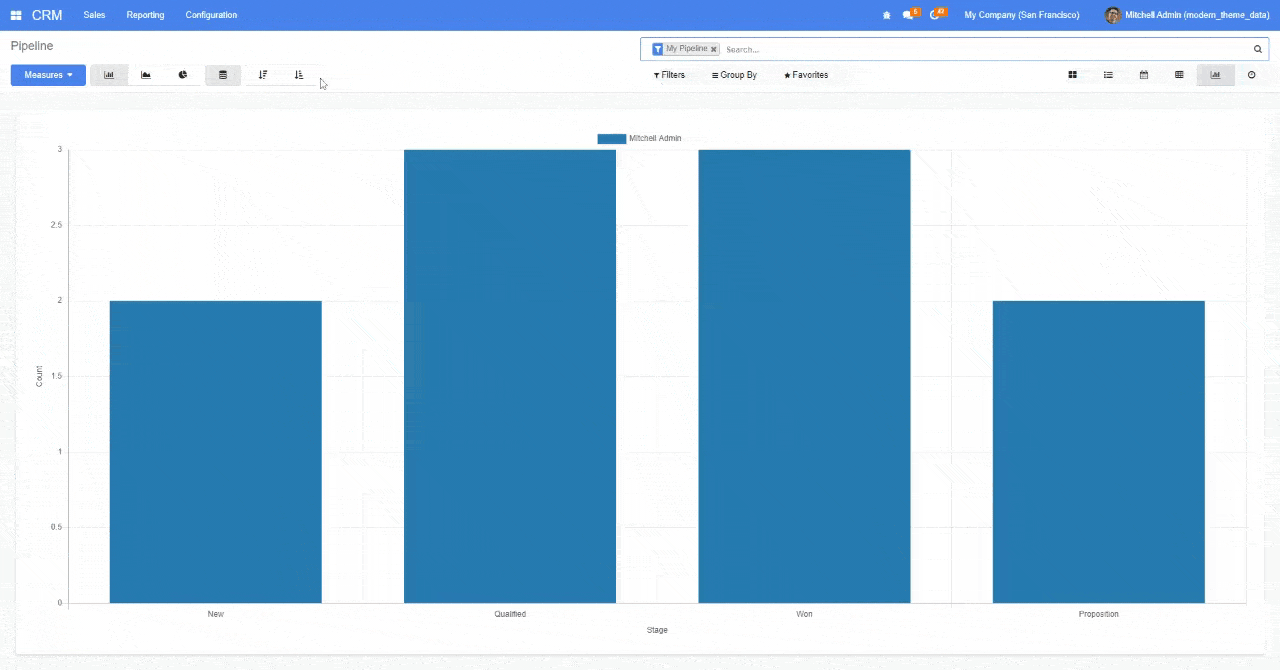 CRM Sales Reporting Configuration 6 43 My Company (San Francisco) Mitchell Admin (modern_theme_data)
Pipeline
My Pipeline × Search...
Measures Filters Group By Favorites
Mitchell Admin
3
2.5
2
1.5
1
0.5
0
Count
New Qualified Won Proposition
Stage